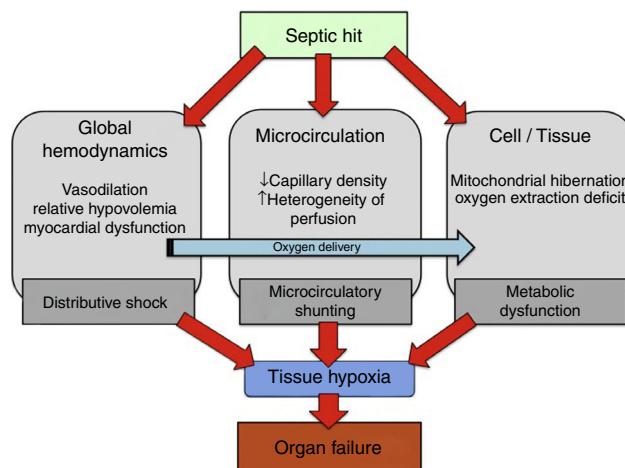 Septic hit
Global
hemodynamics
Vasodilation
relative hypovolemia
myocardial dysfunction
Distributive shock
Microcirculation
↓Capillary density
↑Heterogeneity of
perfusion
Oxygen delivery
Microcirculatory
shunting
Cell / Tissue
Mitochondrial hibernation
oxygen extraction deficit
Metabolic
dysfunction
Tissue hypoxia
Organ failure